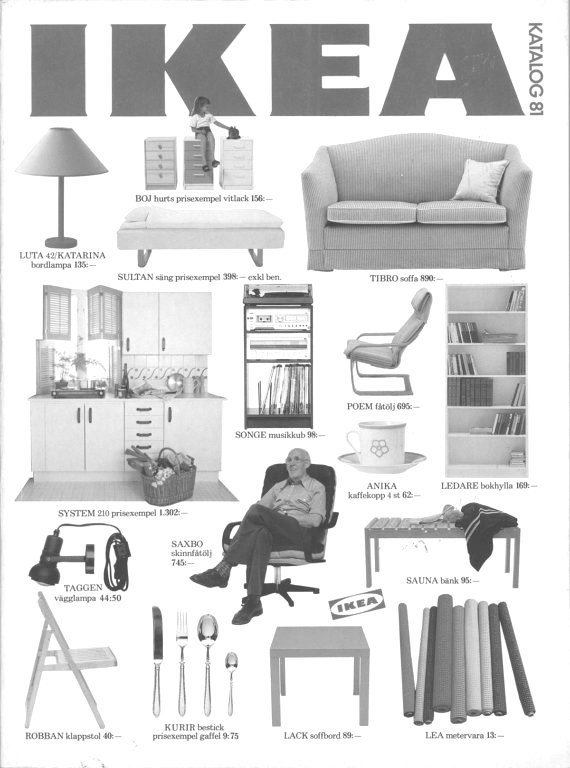 IKEA
KATALOG 81
BOJ hurts prisexempel vitlack 156:—
LUTA 42/KATARINA
bordlampa 135:—
SULTAN säng prisexempel 398:— exkl ben.
TIBRO soffa 890:—
POEM fåtölj 695:—
SONGE musikkub 98:—
ANIKA
kaffekopp 4 st 62:—
LEDARE bokhylla 169:—
SYSTEM 210 prisexempel 1.302:—
SAXBO
skinnfåtölj
745:—
TAGGEN
vägglampa 44:50
SAUNA bänk 95:—
IKEA
ROBBAN klappstol 40:—
KURIR bestick
prisexempel gaffel 9:75
LACK soffbord 89:—
LEA metervara 13:—